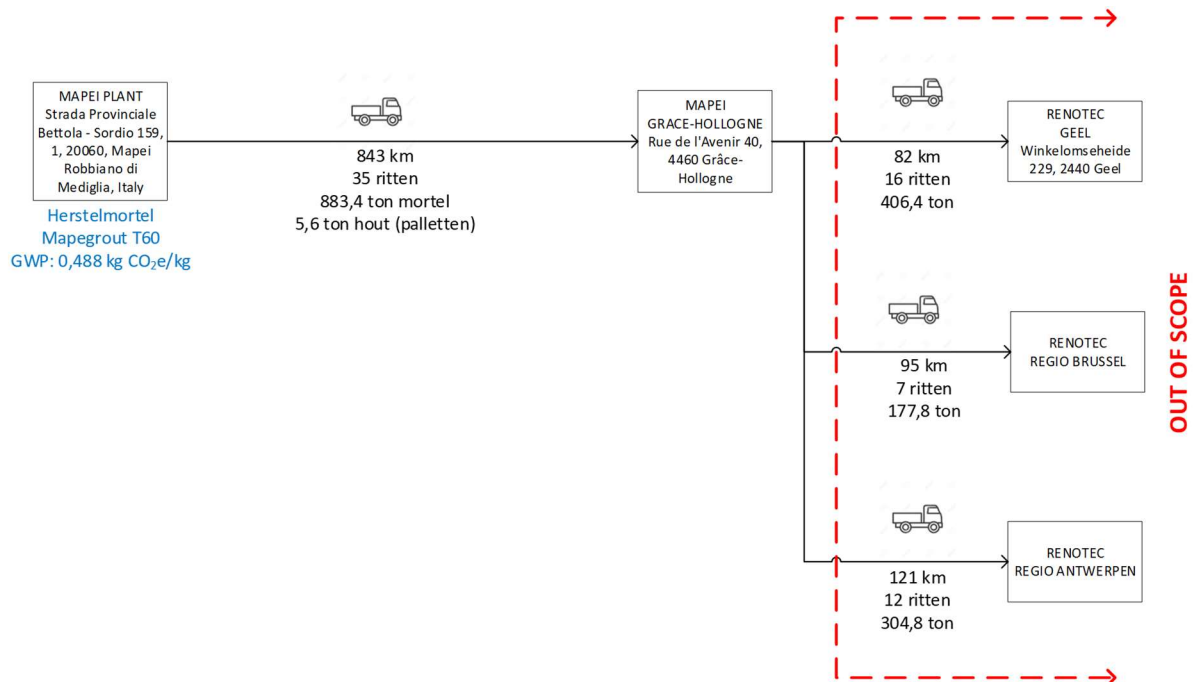 MAPEI PLANT
Strada Provinciale
Bettola - Sordio 159,
1, 20060, Mapei
Robbiano di
Mediglia, Italy
Herstelmortel
Mapegrout T60
GWP: 0,488 kg CO₂e/kg
843 km
35 ritten
883,4 ton mortel
5,6 ton hout (palletten)
MAPEI
GRACE-HOLLOGNE
Rue de l'Avenir 40,
4460 Grâce-
Hollogne
82 km
16 ritten
406,4 ton
RENOTEC
GEEL
Winkelomseheide
229, 2440 Geel
95 km
7 ritten
177,8 ton
RENOTEC
REGIO BRUSSEL
121 km
12 ritten
304,8 ton
RENOTEC
REGIO ANTWERPEN
OUT OF SCOPE